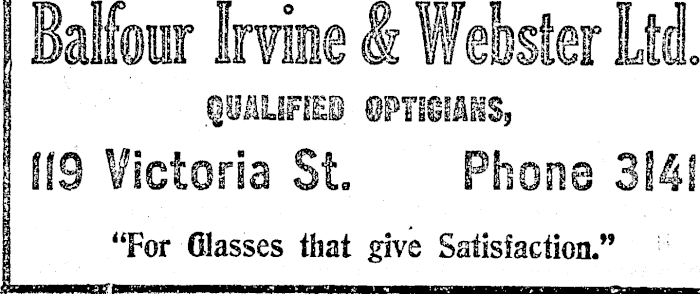 Balfour Irvine & Webster Ltd.
QUALIFIED OPTICIANS,
119 Victoria St. Phone 3141
"For Glasses that give Satisfaction."